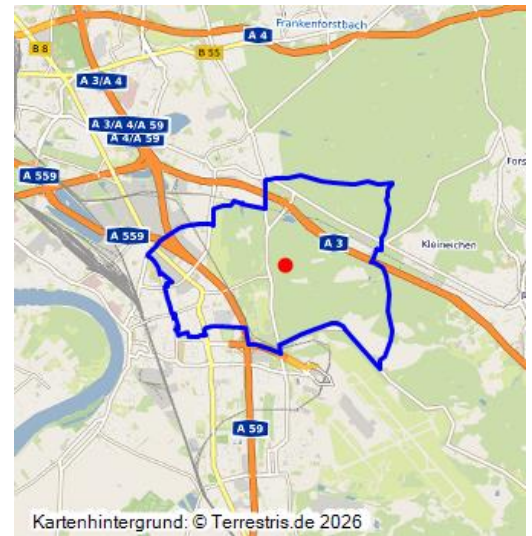 Frankenforstbach
A 4
B 8
B 55
A 3/A 4
A 3/A 4/A 59
A 4/A 59
A 559
A 559
A 3
Kleineichen
A 59
Kartenhintergrund: © Terrestris.de 2026